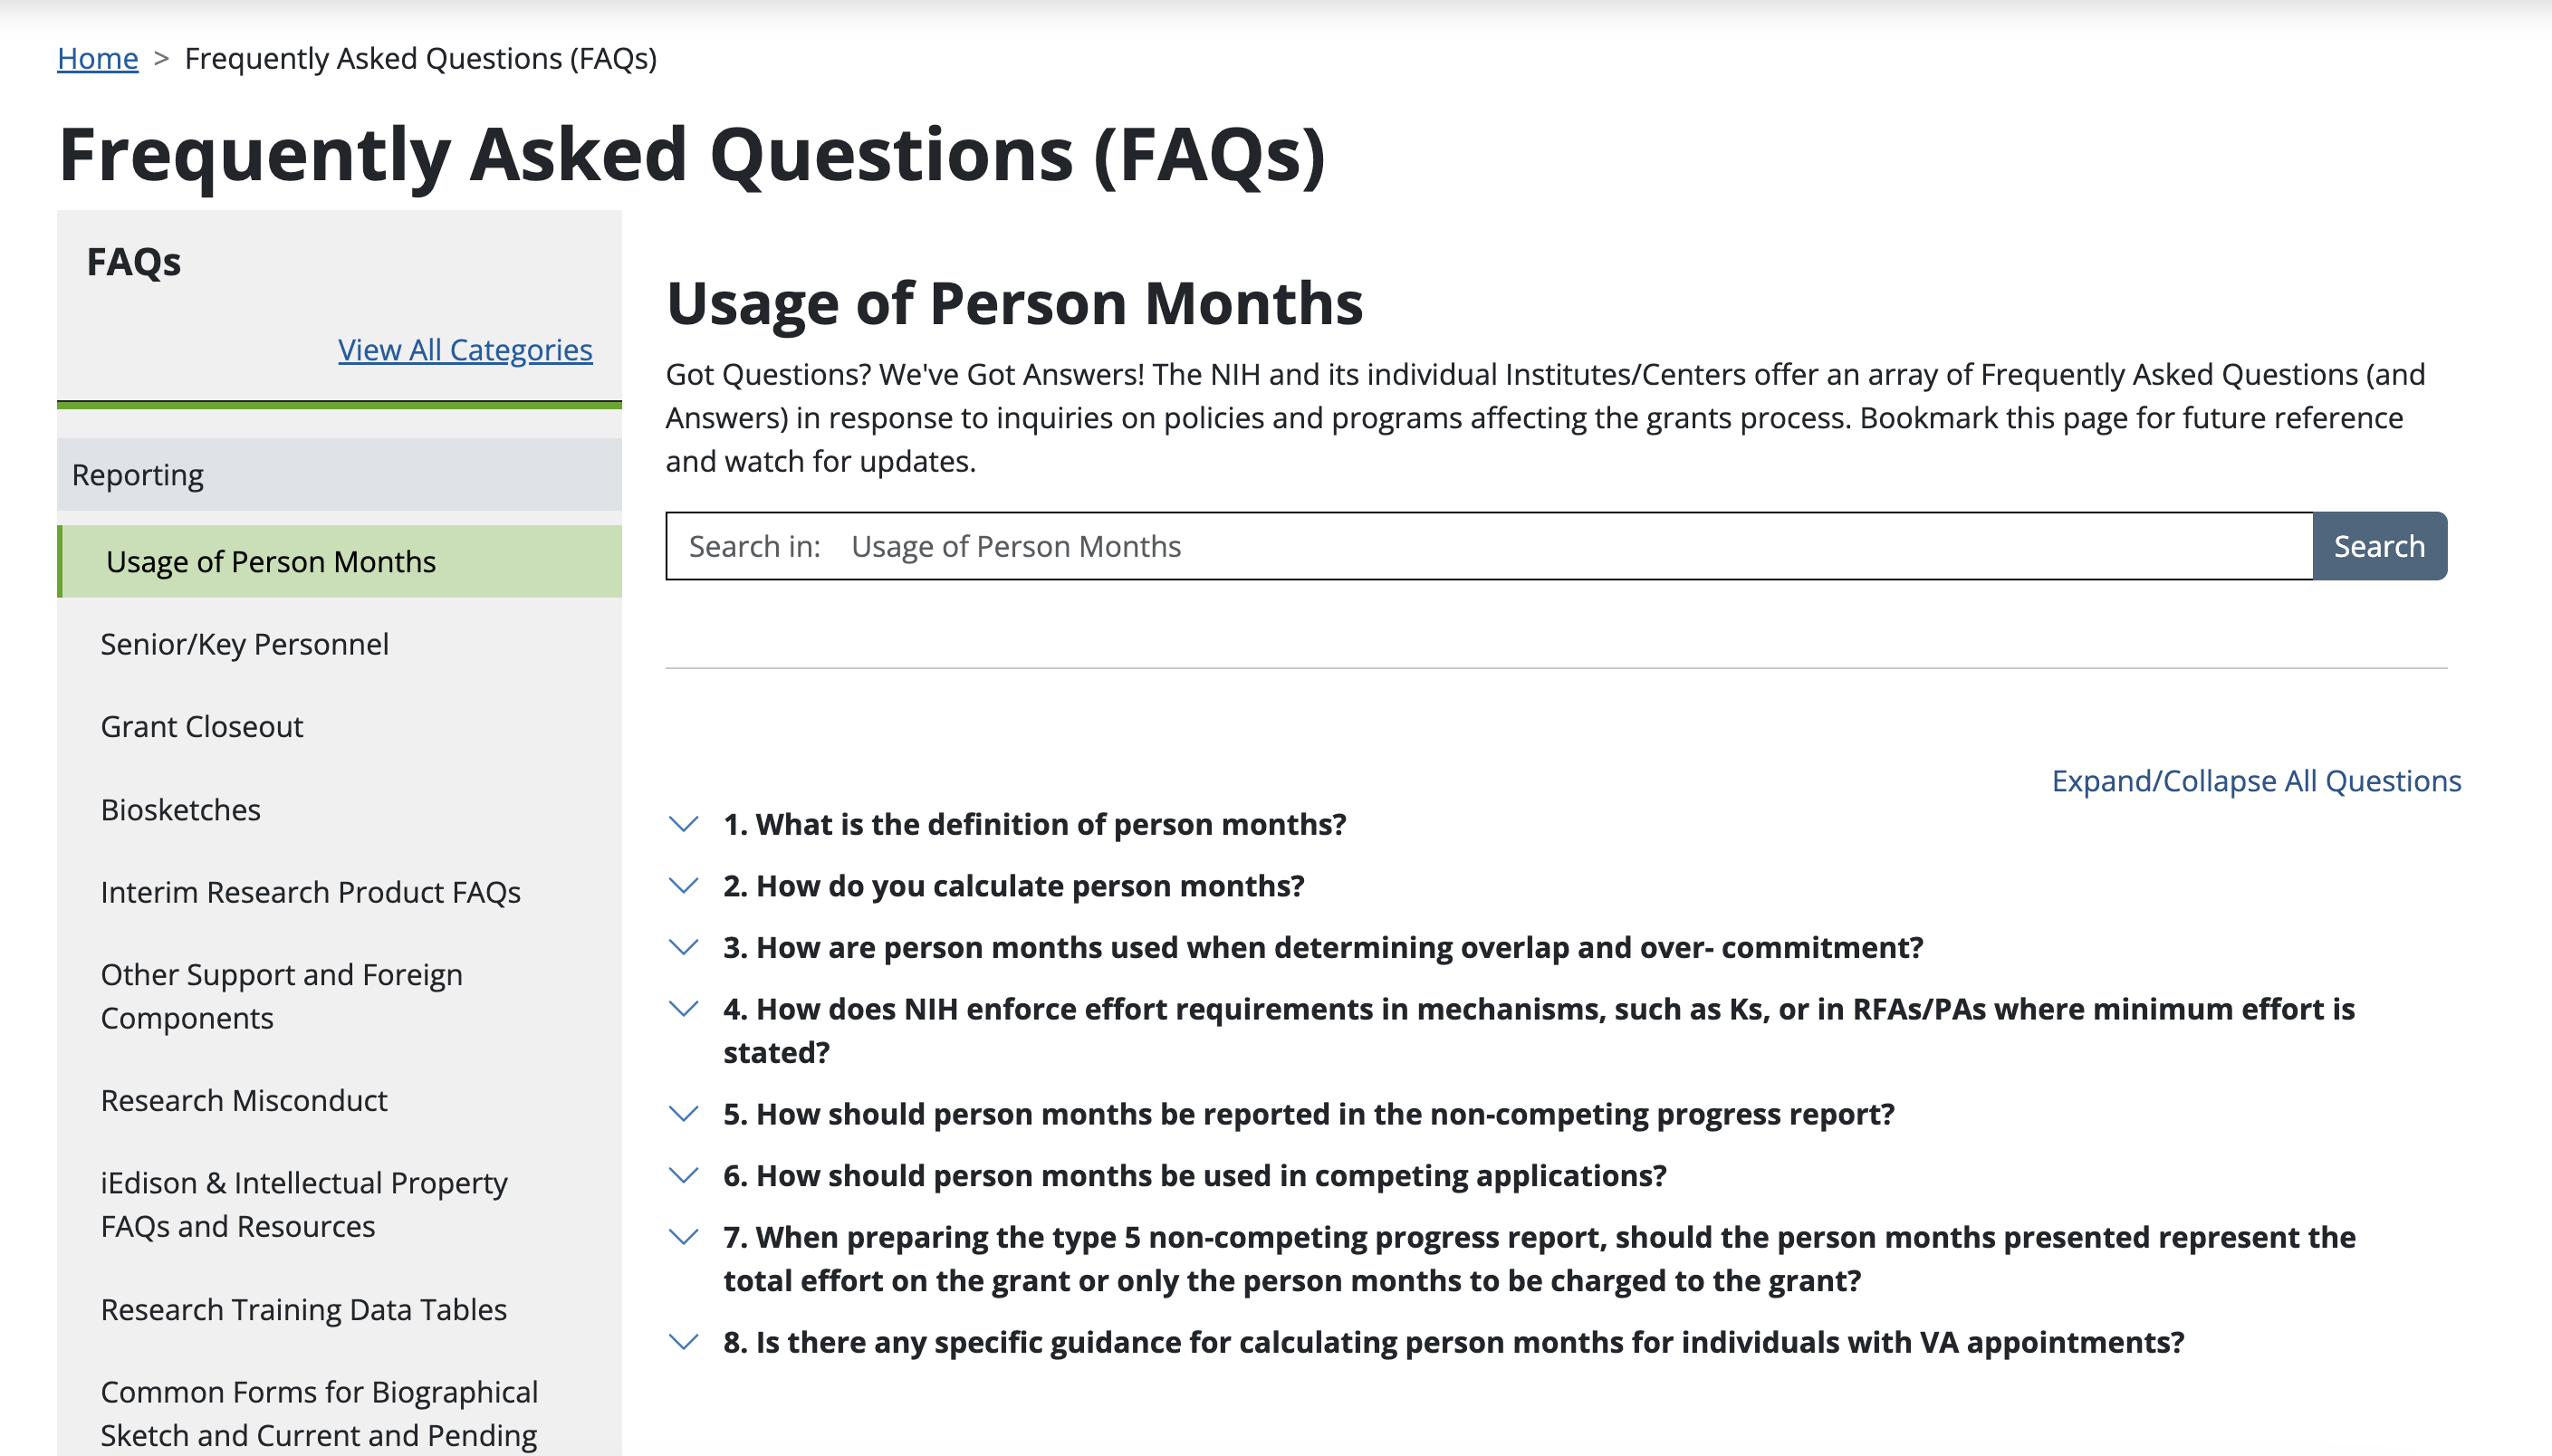 Home > Frequently Asked Questions (FAQs)
Frequently Asked Questions (FAQs)
FAQs
View All Categories
Reporting
Usage of Person Months
Senior/Key Personnel
Grant Closeout
Biosketches
Interim Research Product FAQs
Other Support and Foreign
Components
Research Misconduct
iEdison & Intellectual Property
FAQs and Resources
Research Training Data Tables
Common Forms for Biographical
Sketch and Current and Pending
Usage of Person Months
Got Questions? We've Got Answers! The NIH and its individual Institutes/Centers offer an array of Frequently Asked Questions (and
Answers) in response to inquiries on policies and programs affecting the grants process. Bookmark this page for future reference
and watch for updates.
Search in: Usage of Person Months Search
Expand/Collapse All Questions
1. What is the definition of person months?
2. How do you calculate person months?
3. How are person months used when determining overlap and over- commitment?
4. How does NIH enforce effort requirements in mechanisms, such as Ks, or in RFAs/PAs where minimum effort is
stated?
5. How should person months be reported in the non-competing progress report?
6. How should person months be used in competing applications?
7. When preparing the type 5 non-competing progress report, should the person months presented represent the
total effort on the grant or only the person months to be charged to the grant?
8. Is there any specific guidance for calculating person months for individuals with VA appointments?